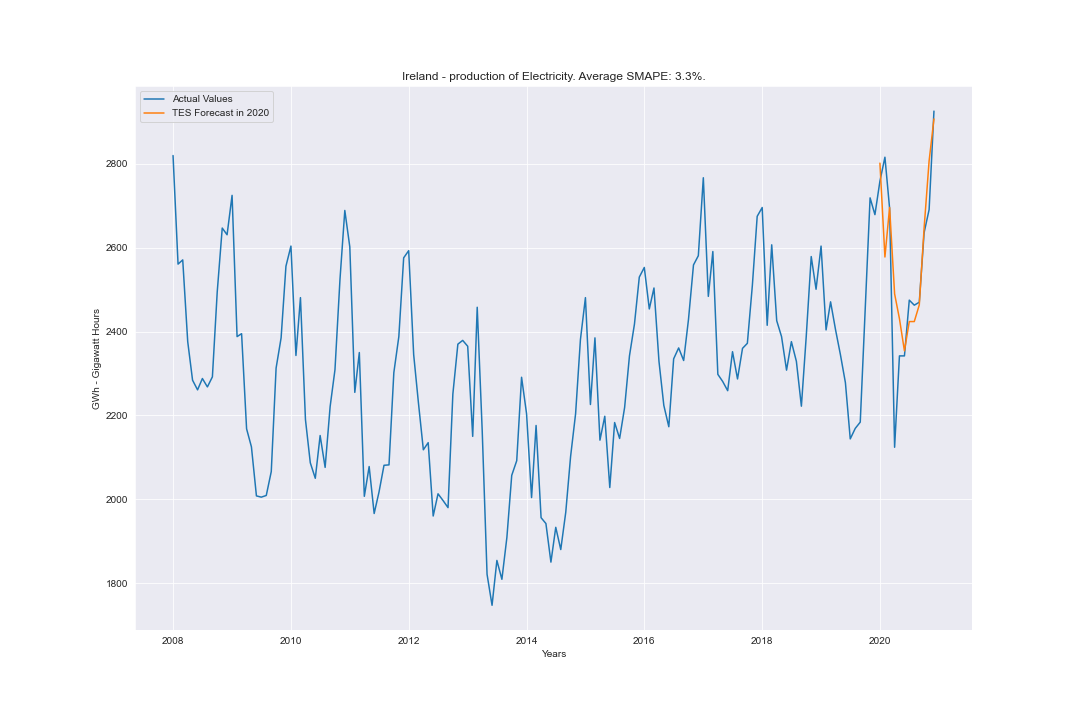 Ireland - production of Electricity. Average SMAPE: 3.3%.
Actual Values
TES Forecast in 2020
GWh - Gigawatt Hours
2800
2600
2400
2200
2000
1800
2008 2010 2012 2014 2016 2018 2020
Years